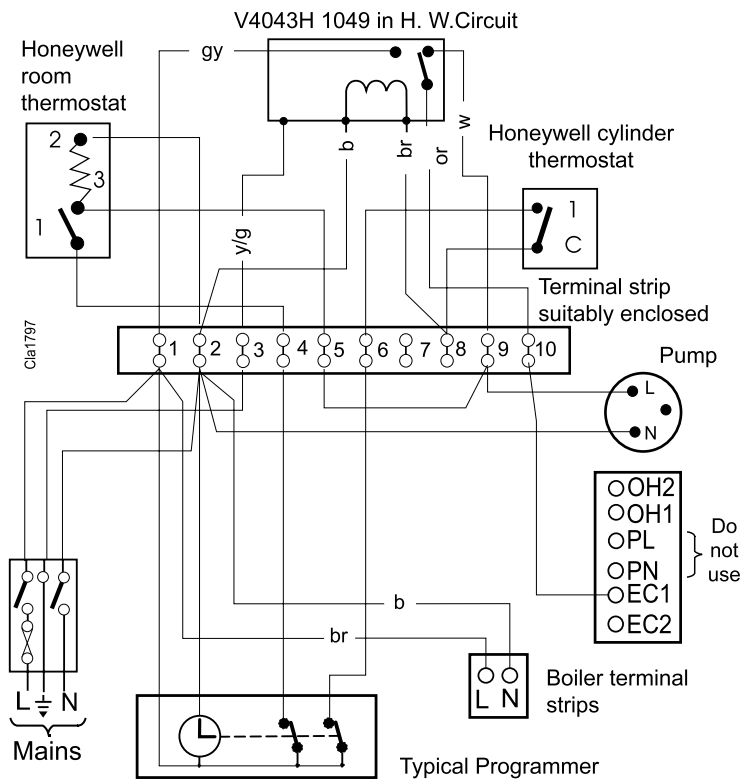 V4043H 1049 in H. W.Circuit
Honeywell
room
thermostat
gy
w
b
br
or
Honeywell cylinder
thermostat
2
3
1
1
C
y/g
Terminal strip
suitably enclosed
Cla1797
1 2 3 4 5 6 7 8 9 10
Pump
L
N
OH2
OH1
PL
PN
EC1
EC2
Do
not
use
b
br
L N
Boiler terminal
strips
L N
Mains
Typical Programmer